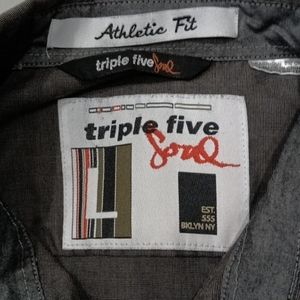 Athletic Fit
triple five Soul
triple five
Soul
L
EST.
555
BKLYN NY